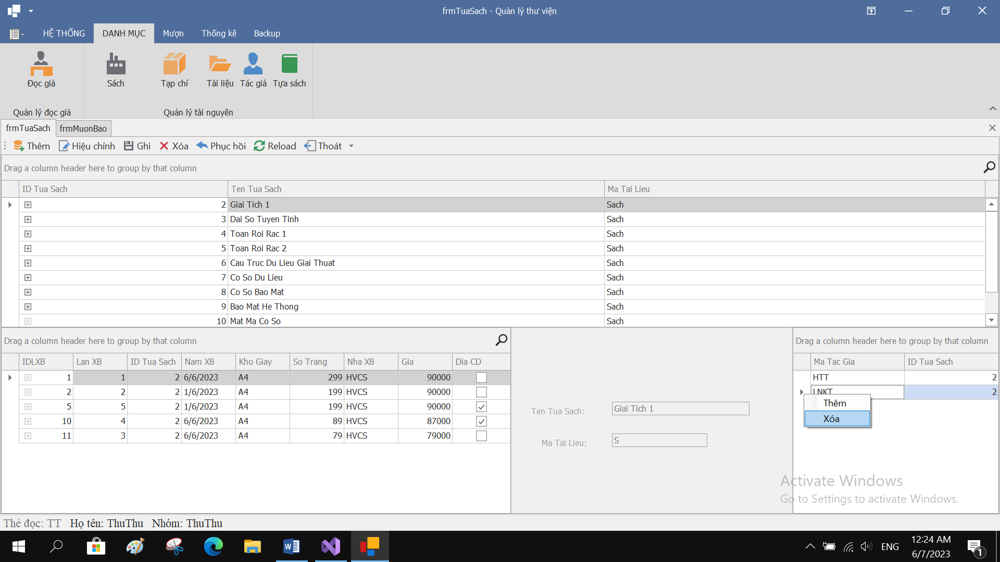 frmTuaSach - Quản lý thư viện
HỆ THỐNG DANH MỤC Mượn Thống kê Backup
Đọc giả Sách Tạp chí Tài liệu Tác giả Tựa sách
Quản lý đọc giả Quản lý tài nguyên
frmTuaSach frmMuonBao
Thêm Hiệu chỉnh Ghi Xóa Phục hồi Reload Thoát
Drag a column header here to group by that column
ID Tua Sach Ten Tua Sach Ma Tai Lieu
2 Giai Tich 1 Sach
3 Dai So Tuyen Tinh Sach
4 Toan Roi Rac 1 Sach
5 Toan Roi Rac 2 Sach
6 Cau Truc Du Lieu Giai Thuat Sach
7 Co So Du Lieu Sach
8 Co So Bao Mat Sach
9 Bao Mat He Thong Sach
10 Mat Ma Co So Sach
Drag a column header here to group by that column
IDLXB Lan XB ID Tua Sach Nam XB Kho Giay So Trang Nha XB Gia Dia CD
1 1 2 6/6/2023 A4 299 HVCS 90000
2 2 2 1/6/2023 A4 199 HVCS 90000
5 5 2 1/6/2023 A4 199 HVCS 90000
10 4 2 6/6/2023 A4 89 HVCS 87000
11 3 2 6/6/2023 A4 79 HVCS 79000
Ten Tua Sach: Giai Tich 1
Ma Tai Lieu: S
Drag a column header here to group by that column
Ma Tac Gia ID Tua Sach
HTT 2
LNKT 2
Thêm
Xóa
Activate Windows
Go to Settings to activate Windows.
Thẻ đọc: TT Họ tên: ThuThu Nhóm: ThuThu
ENG
12:24 AM
6/7/2023
1